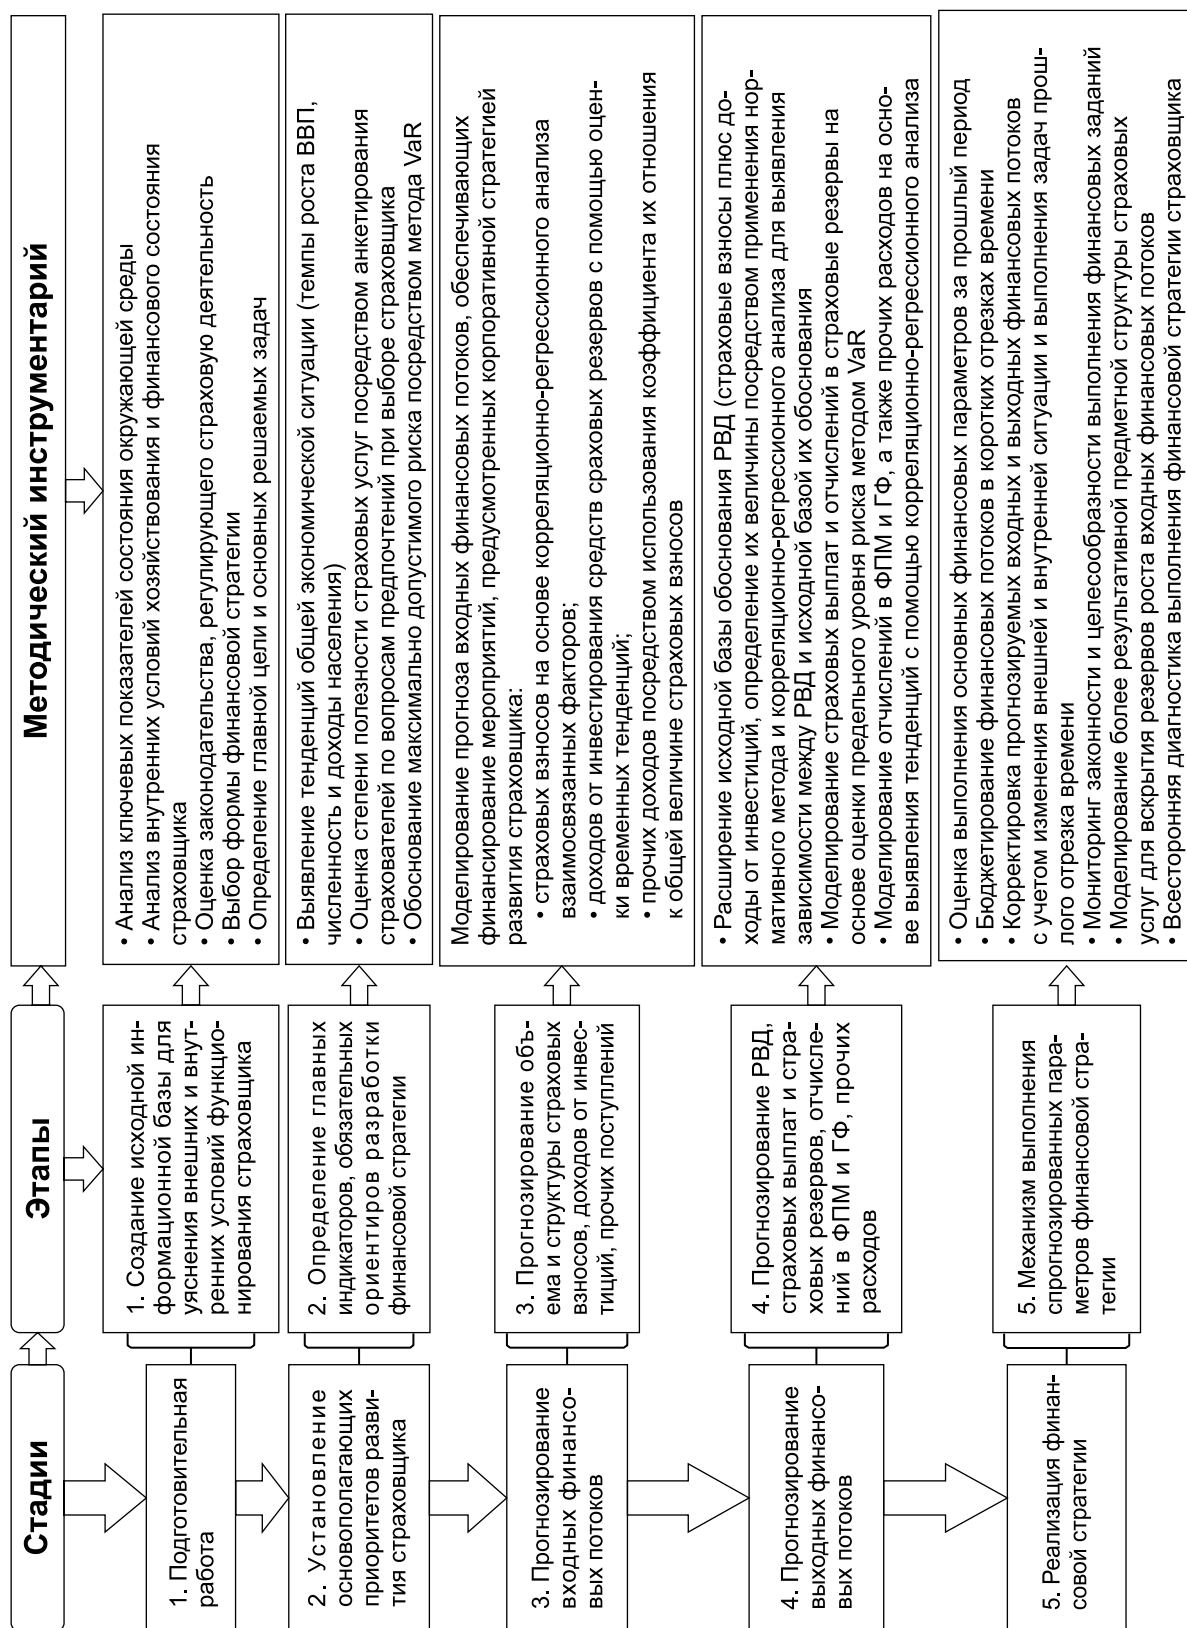 Стадии
Этапы
Методический инструментарий
1. Подготовительная
работа
1. Создание исходной ин-
формационной базы для
уяснения внешних и внут-
ренних условий функцио-
нирования страховщика
• Анализ ключевых показателей состояния окружающей среды
• Анализ внутренних условий хозяйствования и финансового состояния
страховщика
• Оценка законодательства, регулирующего страховую деятельность
• Выбор формы финансовой стратегии
• Определение главной цели и основных решаемых задач
2. Установление
основополагающих
приоритетов разви-
тия страховщика
2. Определение главных
индикаторов, обязательных
ориентиров разработки
финансовой стратегии
• Выявление тенденций общей экономической ситуации (темпы роста ВВП,
численность и доходы населения)
• Оценка степени полезности страховых услуг посредством анкетирования
страхователей по вопросам предпочтений при выборе страховщика
• Обоснование максимально допустимого риска посредством метода VaR
3. Прогнозирование
входных финансо-
вых потоков
3. Прогнозирование объ-
ема и структуры страховых
взносов, доходов от инвес-
тиций, прочих поступлений
Моделирование прогноза входных финансовых потоков, обеспечивающих
финансирование мероприятий, предусмотренных корпоративной стратегией
развития страховщика:
• страховых взносов на основе корреляционно-регрессионного анализа
взаимосвязанных факторов;
• доходов от инвестирования средств сраховых резервов с помощью оцен-
ки временных тенденций;
• прочих доходов посредством использования коэффициента их отношения
к общей величине страховых взносов
4. Прогнозирование
выходных финансо-
вых потоков
4. Прогнозирование РВД,
страховых выплат и стра-
ховых резервов, отчисле-
ний в ФПМ и ГФ, прочих
расходов
• Расширение исходной базы обоснования РВД (страховые взносы плюс до-
ходы от инвестиций, определение их величины посредством применения нор-
мативного метода и корреляционно-регрессионного анализа для выявления
зависимости между РВД и исходной базой их обоснования
• Моделирование страховых выплат и отчислений в страховые резервы на
основе оценки предельного уровня риска методом VaR
• Моделирование отчислений в ФПМ и ГФ, а также прочих расходов на осно-
ве выявления тенденций с помощью корреляционно-регрессионного анализа
5. Реализация финан-
совой стратегии
5. Механизм выполнения
спрогнозированных пара-
метров финансовой стра-
тегии
• Оценка выполнения основных финансовых параметров за прошлый период
• Бюджетирование финансовых потоков в коротких отрезках времени
• Корректировка прогнозируемых входных и выходных финансовых потоков
с учетом изменения внешней и внутренней ситуации и выполнения задач прош-
лого отрезка времени
• Мониторинг законности и целесообразности выполнения финансовых заданий
• Моделирование более результативной предметной структуры страховых
услуг для вскрытия резервов роста входных финансовых потоков
• Всесторонняя диагностика выполнения финансовой стратегии страховщика